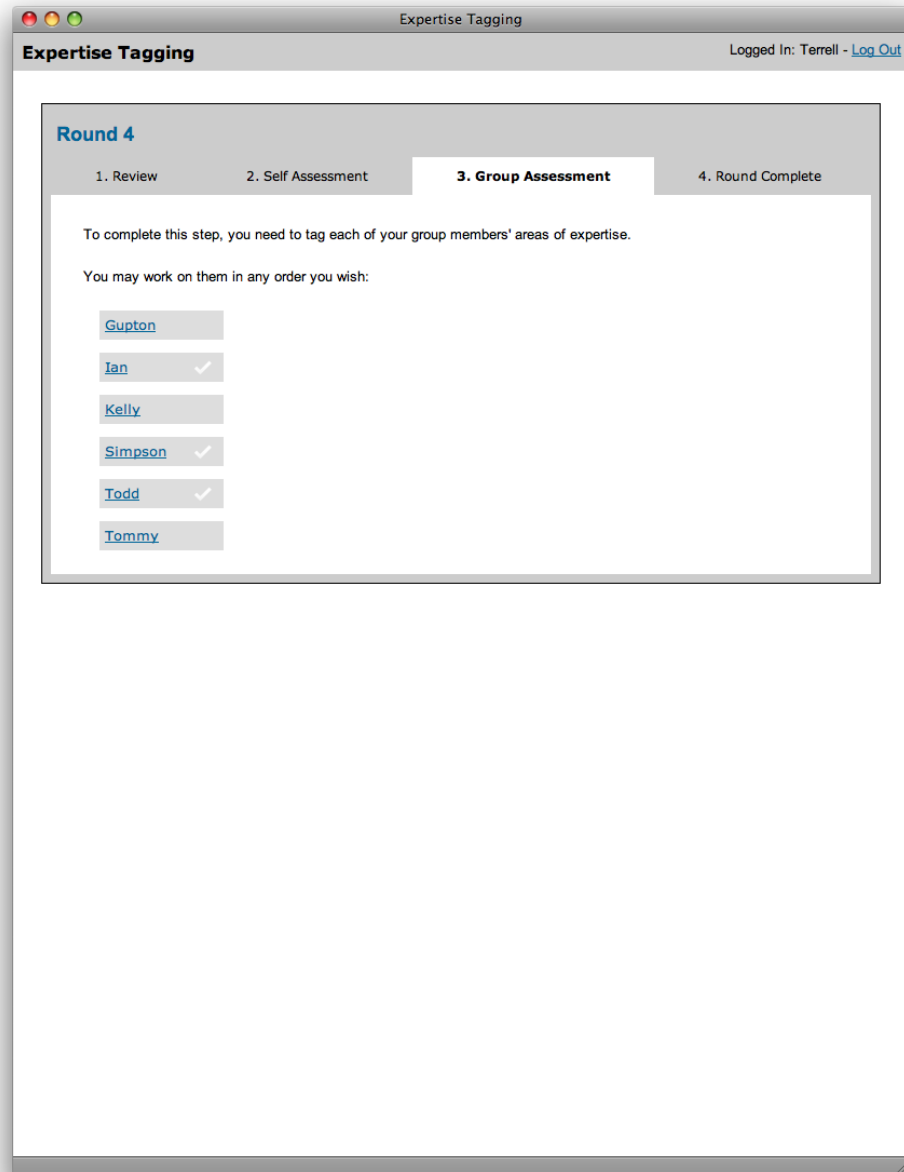 Expertise Tagging
Expertise Tagging
Logged In: Terrell - Log Out
Round 4
1. Review 2. Self Assessment 3. Group Assessment 4. Round Complete
To complete this step, you need to tag each of your group members' areas of expertise.
You may work on them in any order you wish:
Gupton
Ian
Kelly
Simpson
Todd
Tommy